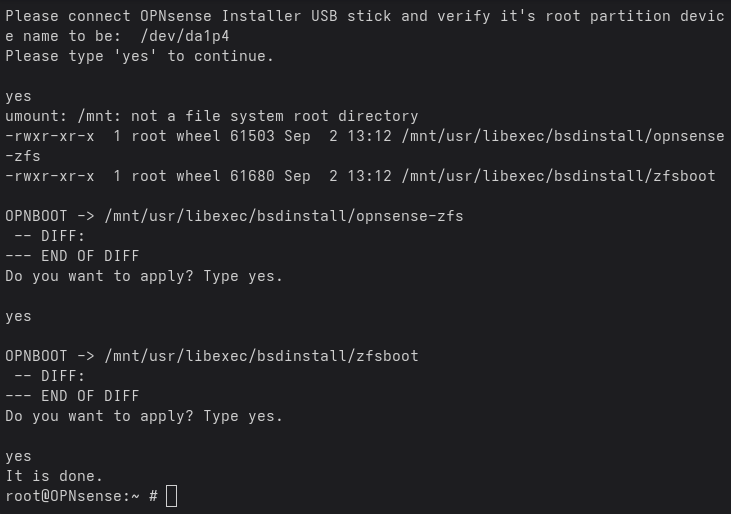 Please connect OPNsense Installer USB stick and verify it's root partition devic
e name to be:  /dev/da1p4
Please type 'yes' to continue.

yes
umount: /mnt: not a file system root directory
-rwxr-xr-x  1 root wheel 61503 Sep  2 13:12 /mnt/usr/libexec/bsdinstall/opnsense
-zfs
-rwxr-xr-x  1 root wheel 61680 Sep  2 13:12 /mnt/usr/libexec/bsdinstall/zfsboot

OPNBOOT -> /mnt/usr/libexec/bsdinstall/opnsense-zfs
 -- DIFF:
--- END OF DIFF
Do you want to apply? Type yes.

yes

OPNBOOT -> /mnt/usr/libexec/bsdinstall/zfsboot
 -- DIFF:
--- END OF DIFF
Do you want to apply? Type yes.

yes
It is done.
root@OPNsense:~ #